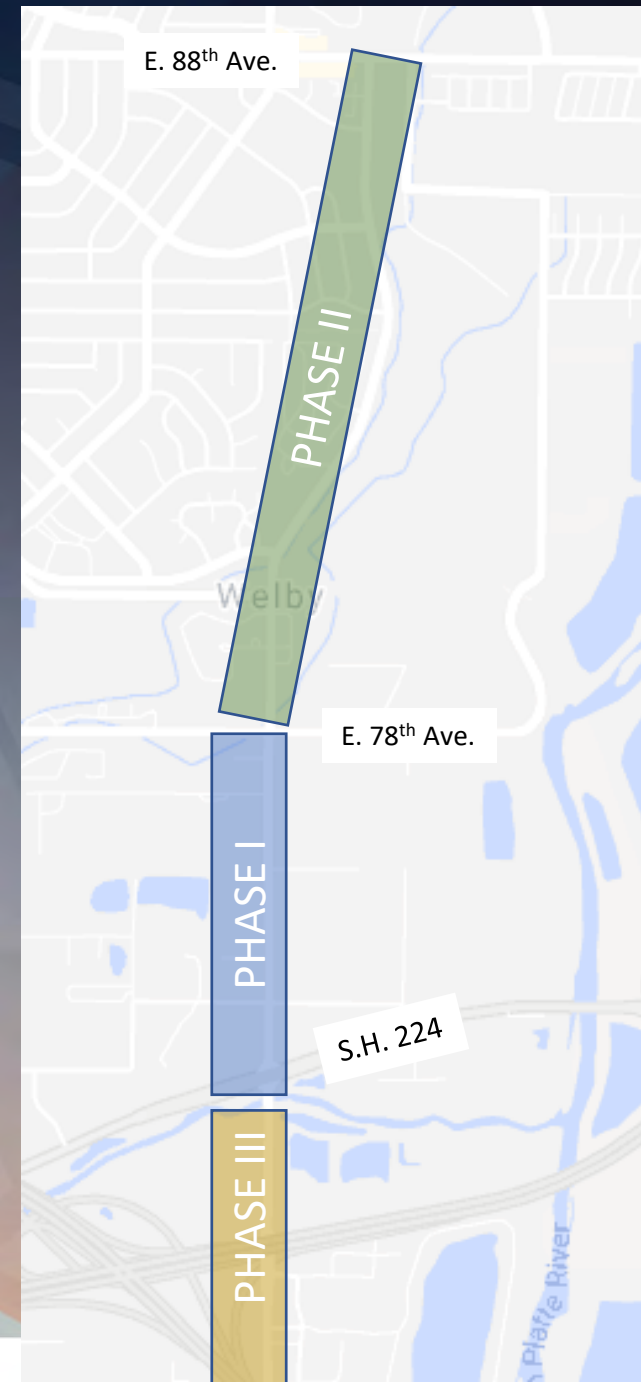 E. 88th Ave.
PHASE II
Welby
E. 78th Ave.
PHASE I
S.H. 224
PHASE III
Platte River